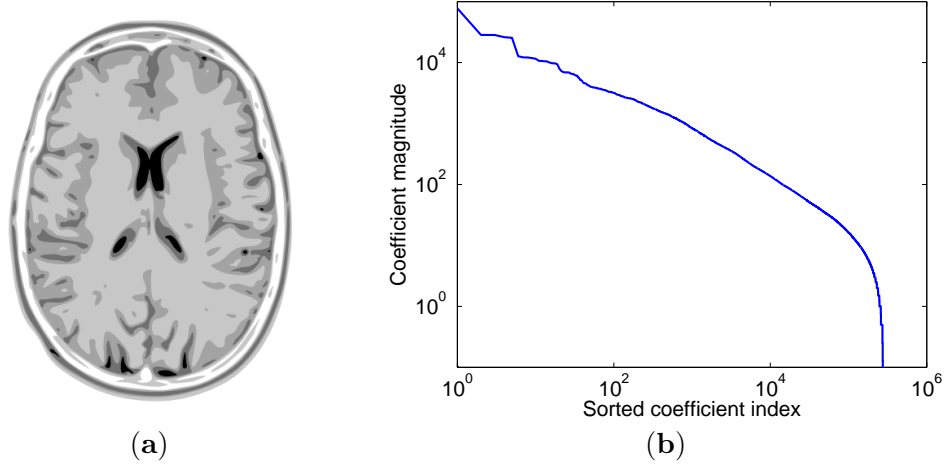 10^4
10^2
10^0
Coefficient magnitude
10^0 10^2 10^4 10^6
Sorted coefficient index
(a) (b)